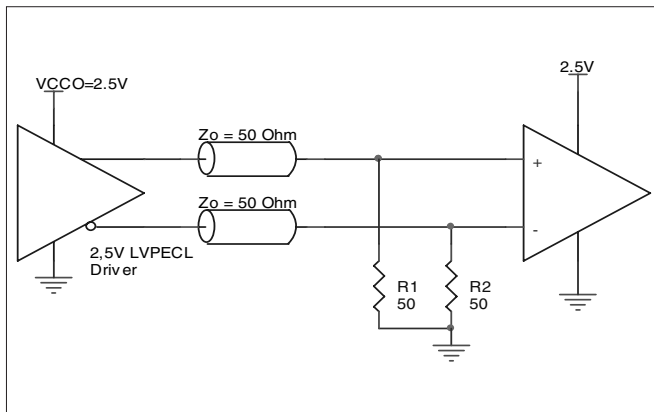 VCCO=2.5V
2.5V
Zo = 50 Ohm
+
Zo = 50 Ohm
-
2,5V LVPECL
Driver
R1
50
R2
50